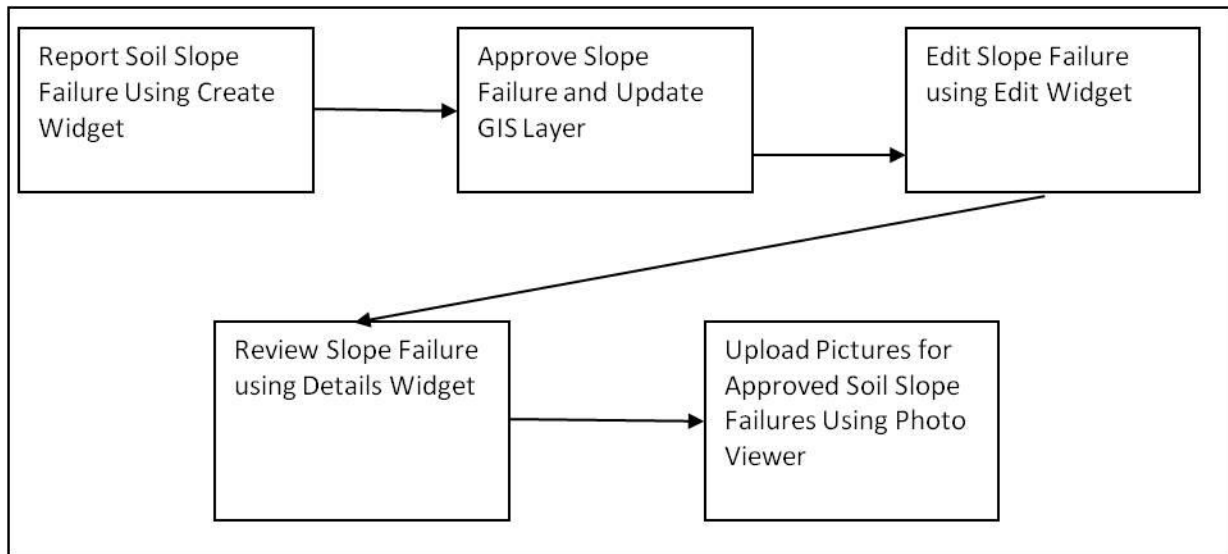 Report Soil Slope
Failure Using Create
Widget
Approve Slope
Failure and Update
GIS Layer
Edit Slope Failure
using Edit Widget
Review Slope Failure
using Details Widget
Upload Pictures for
Approved Soil Slope
Failures Using Photo
Viewer